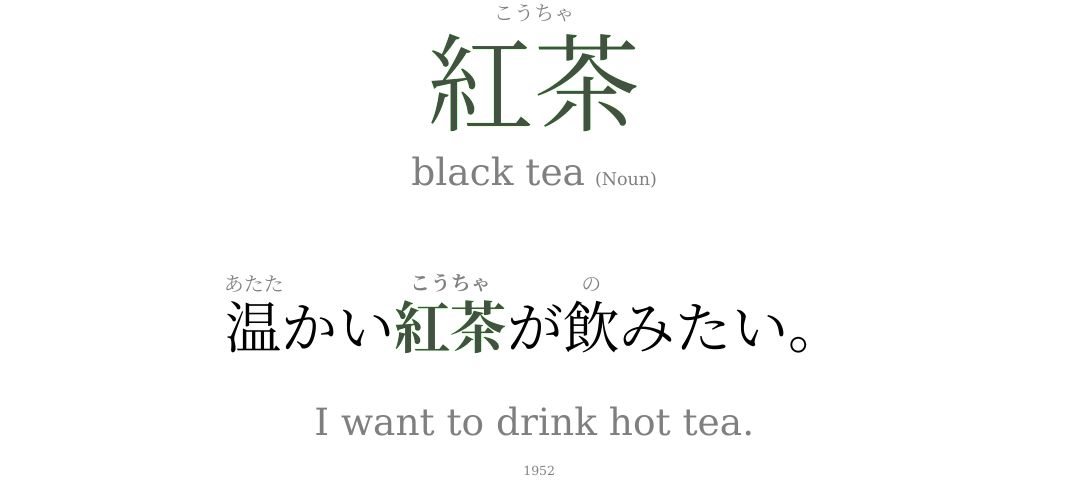 こうちゃ
紅茶
black tea (Noun)
あたた こうちゃ の
温かい紅茶が飲みたい。
I want to drink hot tea.
1952